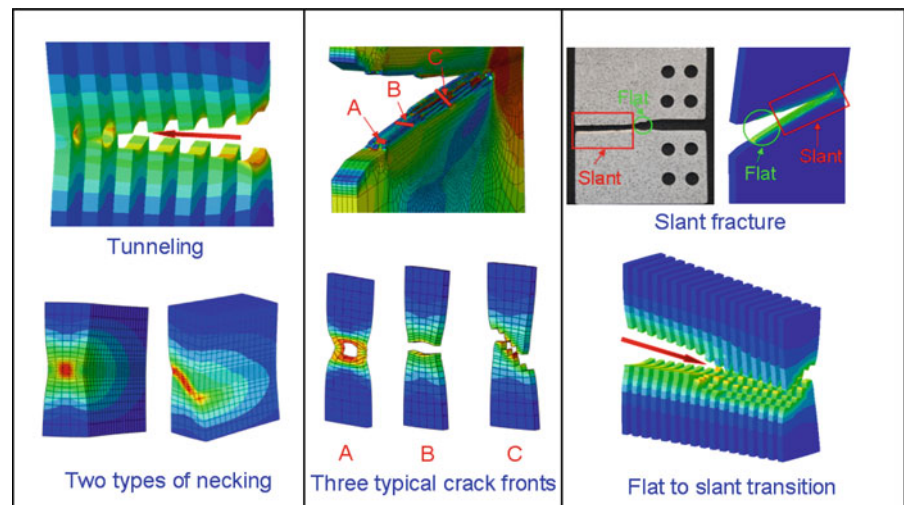 Tunneling
Two types of necking
A
B
C
A
B
C
Three typical crack fronts
Flat
Slant
Flat
Slant
Slant fracture
Flat to slant transition